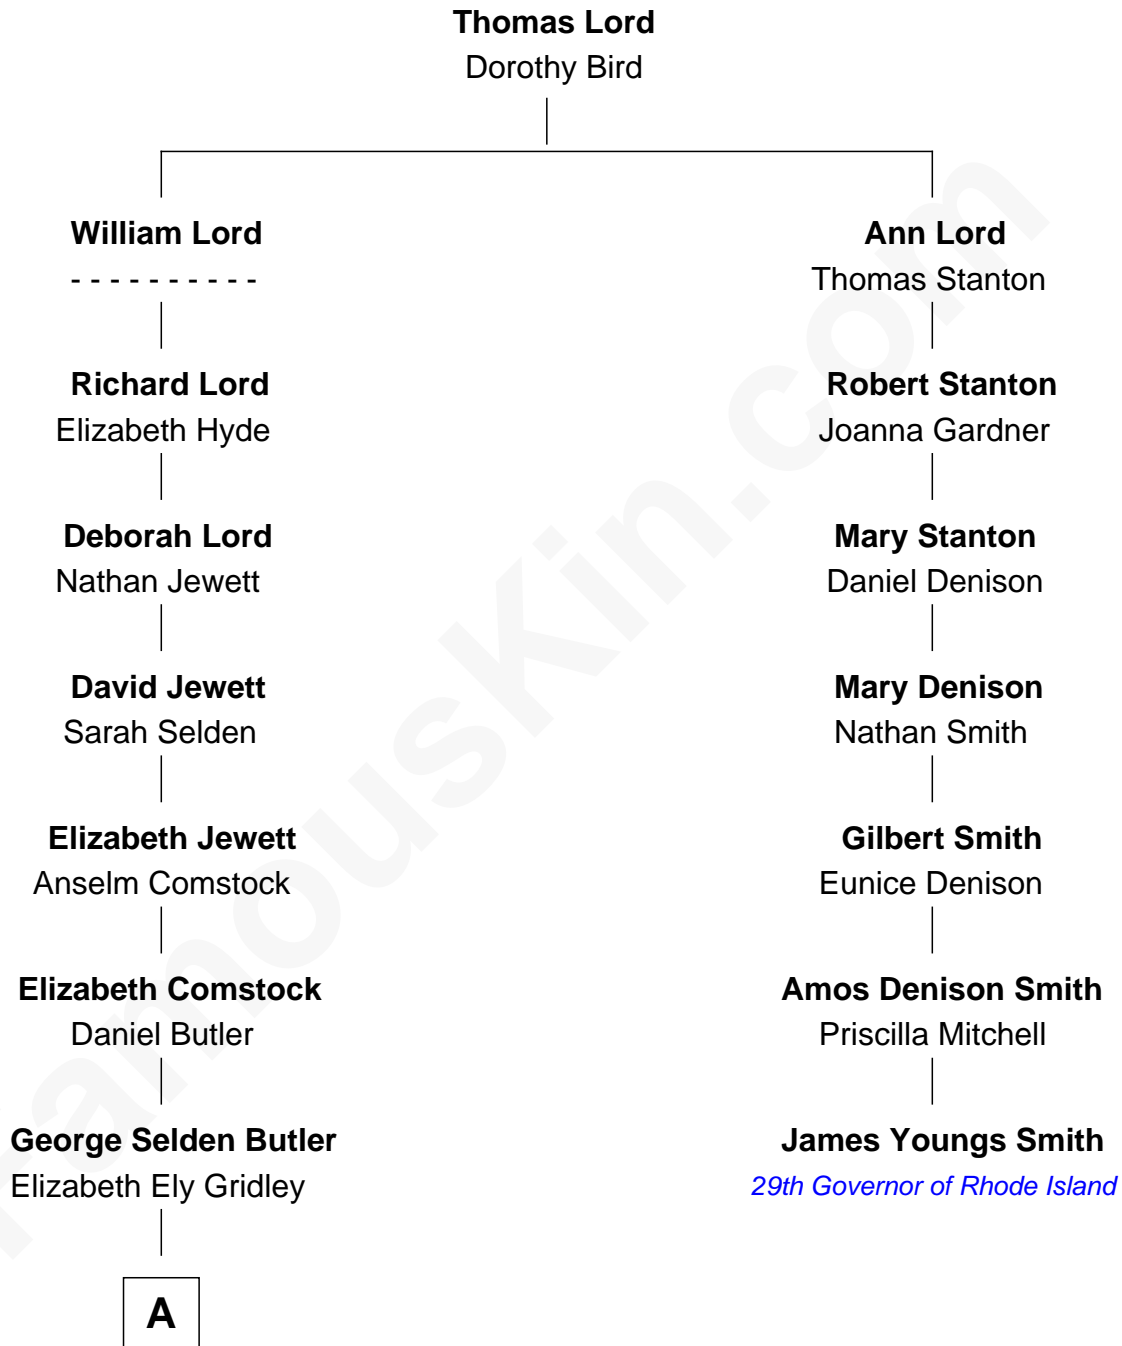 Thomas Lord
Dorothy Bird
William Lord
- - - - - - - - - -
Ann Lord
Thomas Stanton
Richard Lord
Elizabeth Hyde
Robert Stanton
Joanna Gardner
Deborah Lord
Nathan Jewett
Mary Stanton
Daniel Denison
David Jewett
Sarah Selden
Mary Denison
Nathan Smith
Elizabeth Jewett
Anselm Comstock
Gilbert Smith
Eunice Denison
Elizabeth Comstock
Daniel Butler
Amos Denison Smith
Priscilla Mitchell
George Selden Butler
Elizabeth Ely Gridley
James Youngs Smith
29th Governor of Rhode Island
A
FamousKin.com